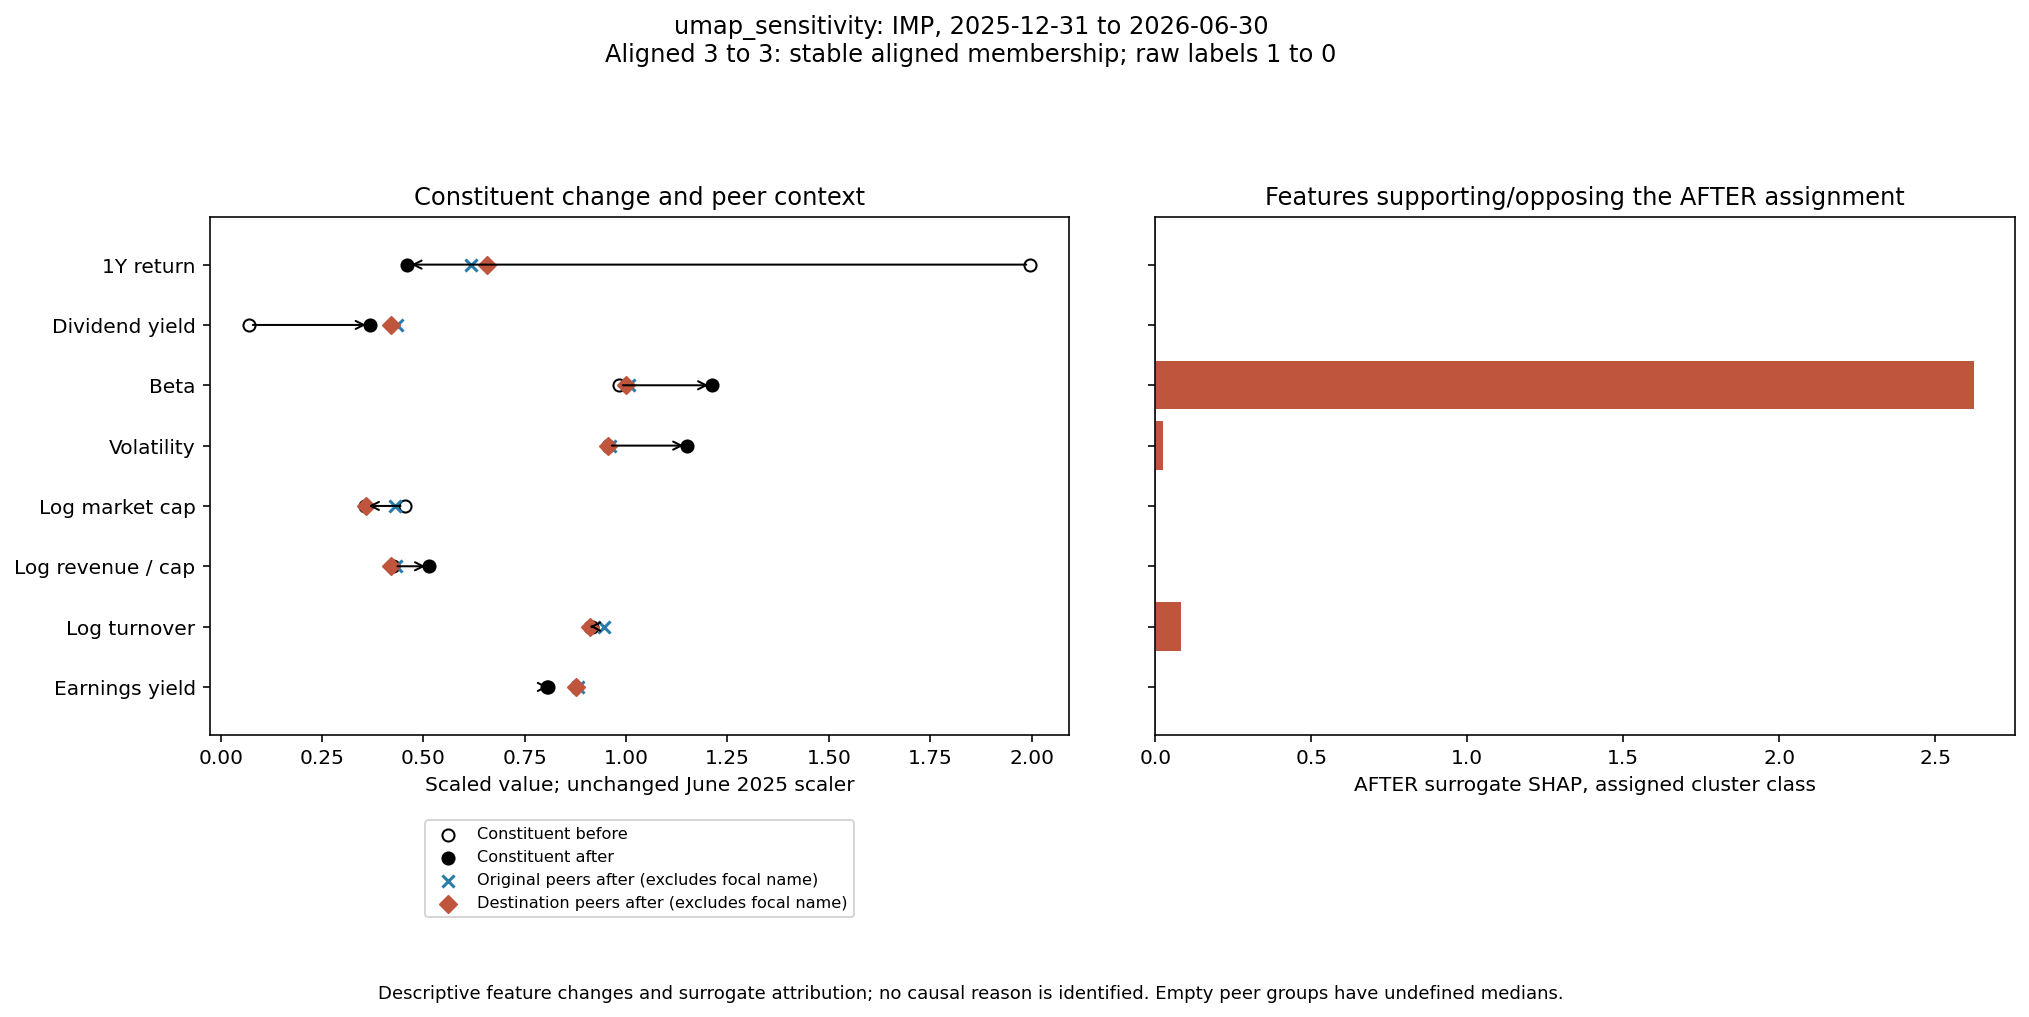 umap_sensitivity: IMP, 2025-12-31 to 2026-06-30
Aligned 3 to 3: stable aligned membership; raw labels 1 to 0
Constituent change and peer context
1Y return
Dividend yield
Beta
Volatility
Log market cap
Log revenue / cap
Log turnover
Earnings yield
0.00 0.25 0.50 0.75 1.00 1.25 1.50 1.75 2.00
Scaled value; unchanged June 2025 scaler
Constituent before
Constituent after
Original peers after (excludes focal name)
Destination peers after (excludes focal name)
Features supporting/opposing the AFTER assignment
0.0 0.5 1.0 1.5 2.0 2.5
AFTER surrogate SHAP, assigned cluster class
Descriptive feature changes and surrogate attribution; no causal reason is identified. Empty peer groups have undefined medians.